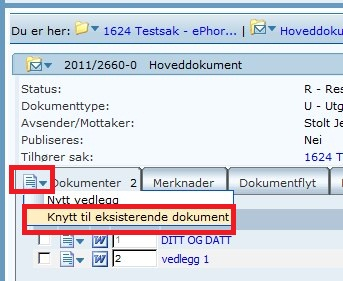 Du er her: 1624 Testsak - ePhor... | Hoveddoku
2011/2660-0 Hoveddokument
Status: R - Res
Dokumenttype: U - Utg
Avsender/Mottaker: Stolt Je
Publiseres: Nei
Tilhører sak: 1624 T
Dokumenter 2 Merknader Dokumentflyt
Nytt vedlegg
Knytt til eksisterende dokument
1 DITT OG DATT
2 vedlegg 1